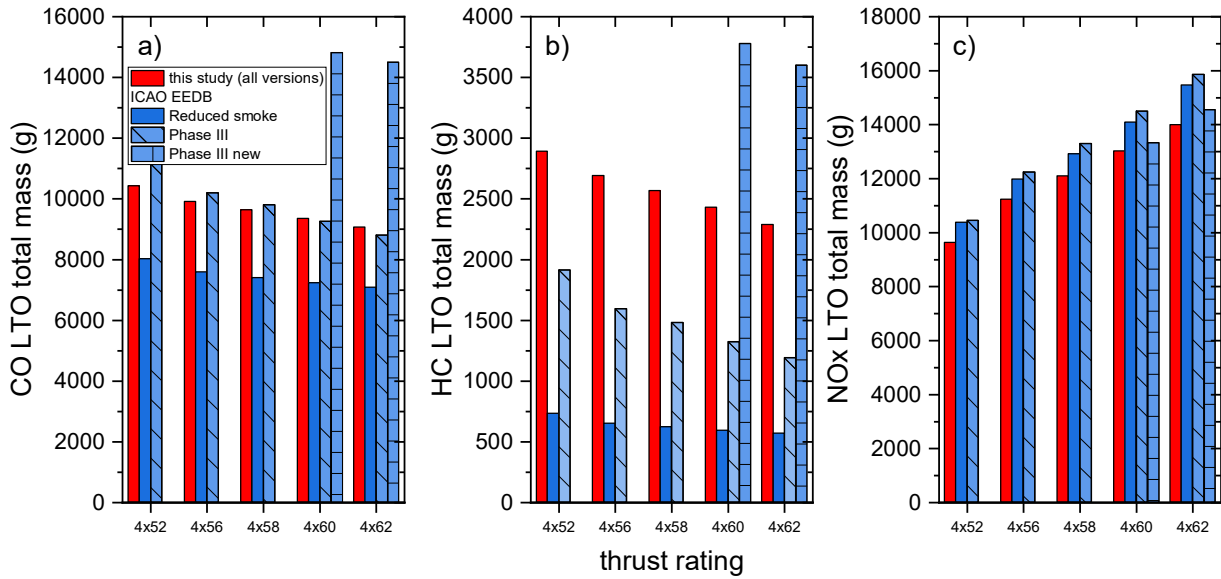 a)
CO LTO total mass (g)
16000
14000
12000
10000
8000
6000
4000
2000
0
this study (all versions)
ICAO EEDB
Reduced smoke
Phase III
Phase III new
4x52 4x56 4x58 4x60 4x62
b)
HC LTO total mass (g)
4000
3500
3000
2500
2000
1500
1000
500
0
4x52 4x56 4x58 4x60 4x62
c)
NOx LTO total mass (g)
18000
16000
14000
12000
10000
8000
6000
4000
2000
0
4x52 4x56 4x58 4x60 4x62
thrust rating